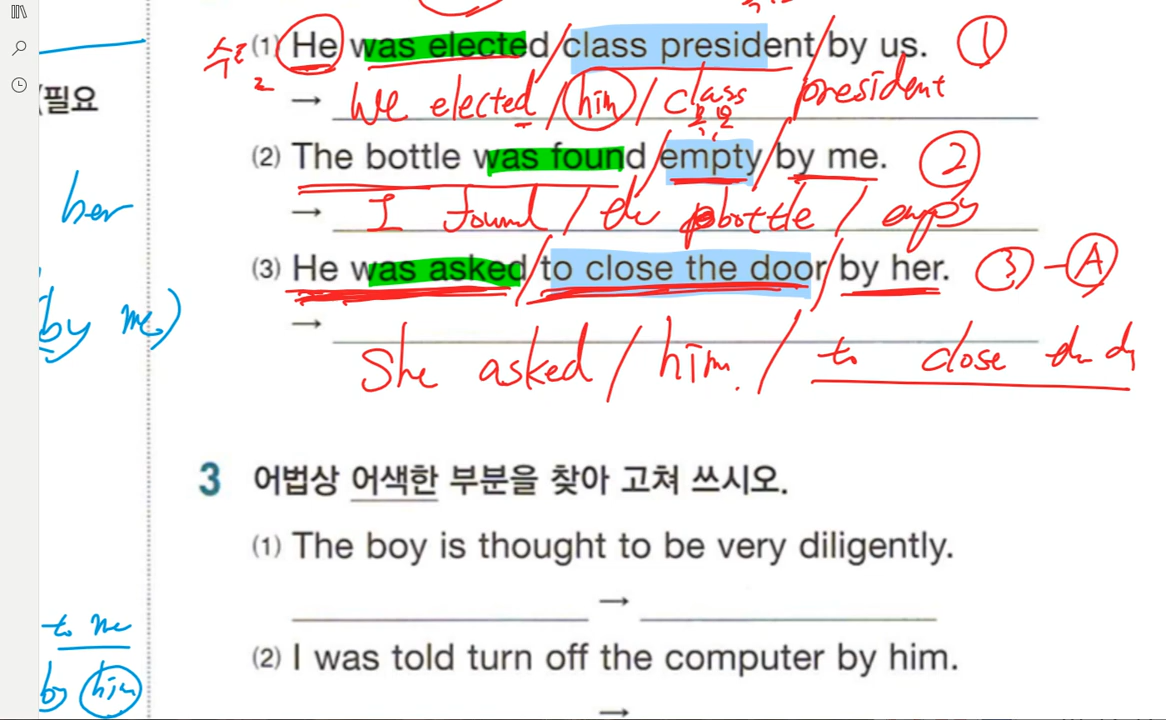 (1) He was elected class president by us. ①
수
→ We elected / him / class president
(필요
(2) The bottle was found empty by me. ②
her
→ I found / the bottle / empty
(3) He was asked to close the door by her. ③ - Ⓐ
by me)
→
She asked / him. / to close the
3 어법상 어색한 부분을 찾아 고쳐 쓰시오.
(1) The boy is thought to be very diligently.
→
to me
(2) I was told turn off the computer by him.
by him
→